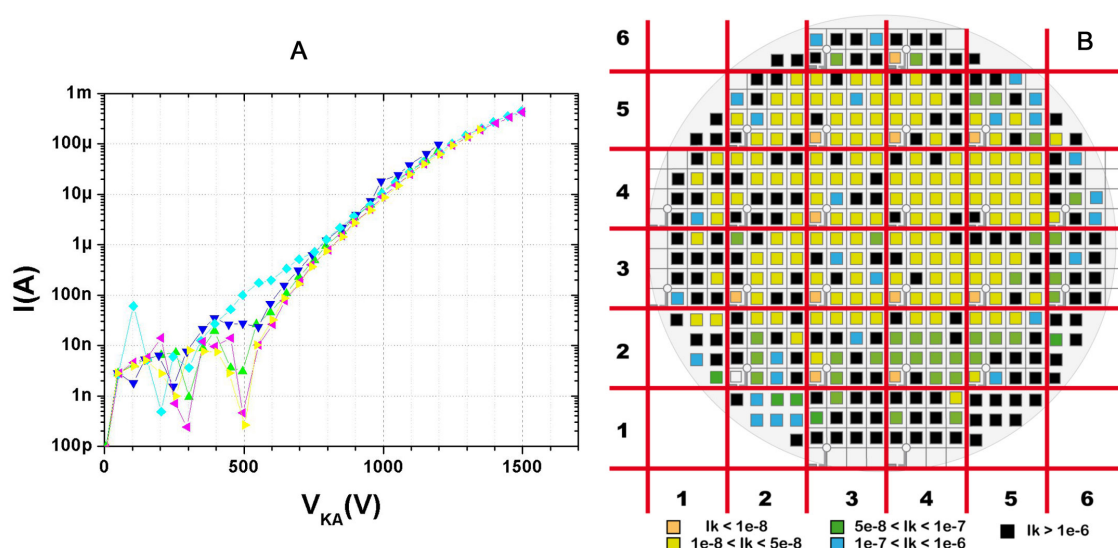 A
I(A)
1m
100µ
10µ
1µ
100n
10n
1n
100p
0
500
1000
1500
V_KA(V)
B
6
5
4
3
2
1
1 2 3 4 5 6
Ik < 1e-8
1e-8 < Ik < 5e-8
5e-8 < Ik < 1e-7
1e-7 < Ik < 1e-6
Ik > 1e-6